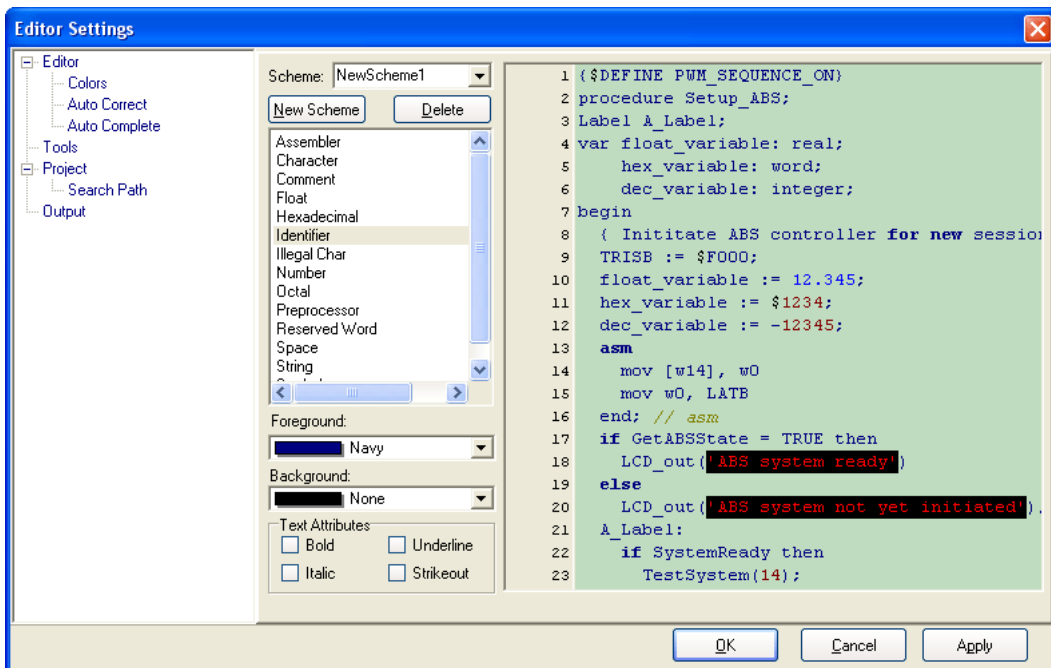 Editor Settings
Editor
Colors
Auto Correct
Auto Complete
Tools
Project
Search Path
Output
Scheme: NewScheme1
New Scheme Delete
Assembler
Character
Comment
Float
Hexadecimal
Identifier
Illegal Char
Number
Octal
Preprocessor
Reserved Word
Space
String
Foreground:
Navy
Background:
None
Text Attributes
Bold Underline
Italic Strikeout
1 {$DEFINE PWM_SEQUENCE_ON}
2 procedure Setup_ABS;
3 Label A_Label;
4 var float_variable: real;
5 hex_variable: word;
6 dec_variable: integer;
7 begin
8 { Inititate ABS controller for new session
9 TRISB := $F000;
10 float_variable := 12.345;
11 hex_variable := $1234;
12 dec_variable := -12345;
13 asm
14 mov [w14], w0
15 mov w0, LATB
16 end; // asm
17 if GetABSState = TRUE then
18 LCD_out('ABS system ready')
19 else
20 LCD_out('ABS system not yet initiated').
21 A_Label:
22 if SystemReady then
23 TestSystem(14);
OK Cancel Apply